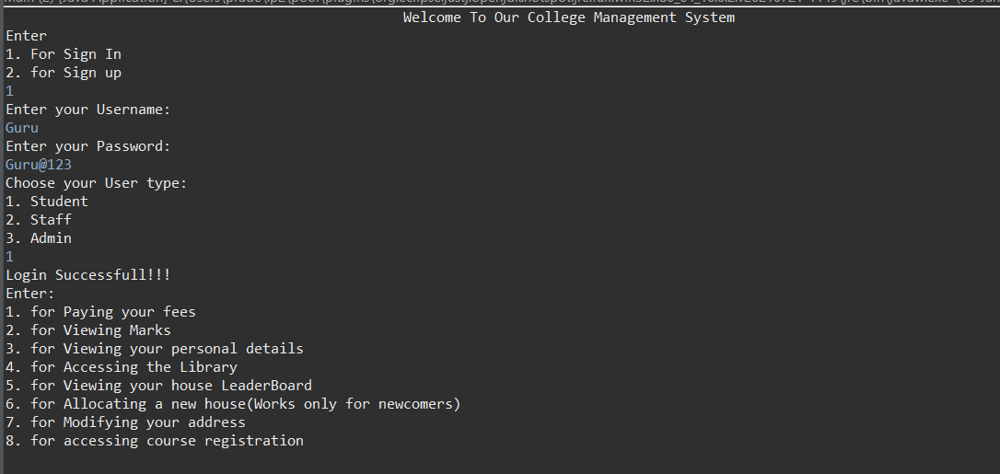 Welcome To Our College Management System
Enter
1. For Sign In
2. for Sign up
1
Enter your Username:
Guru
Enter your Password:
Guru@123
Choose your User type:
1. Student
2. Staff
3. Admin
1
Login Successfull!!!
Enter:
1. for Paying your fees
2. for Viewing Marks
3. for Viewing your personal details
4. for Accessing the Library
5. for Viewing your house LeaderBoard
6. for Allocating a new house(Works only for newcomers)
7. for Modifying your address
8. for accessing course registration